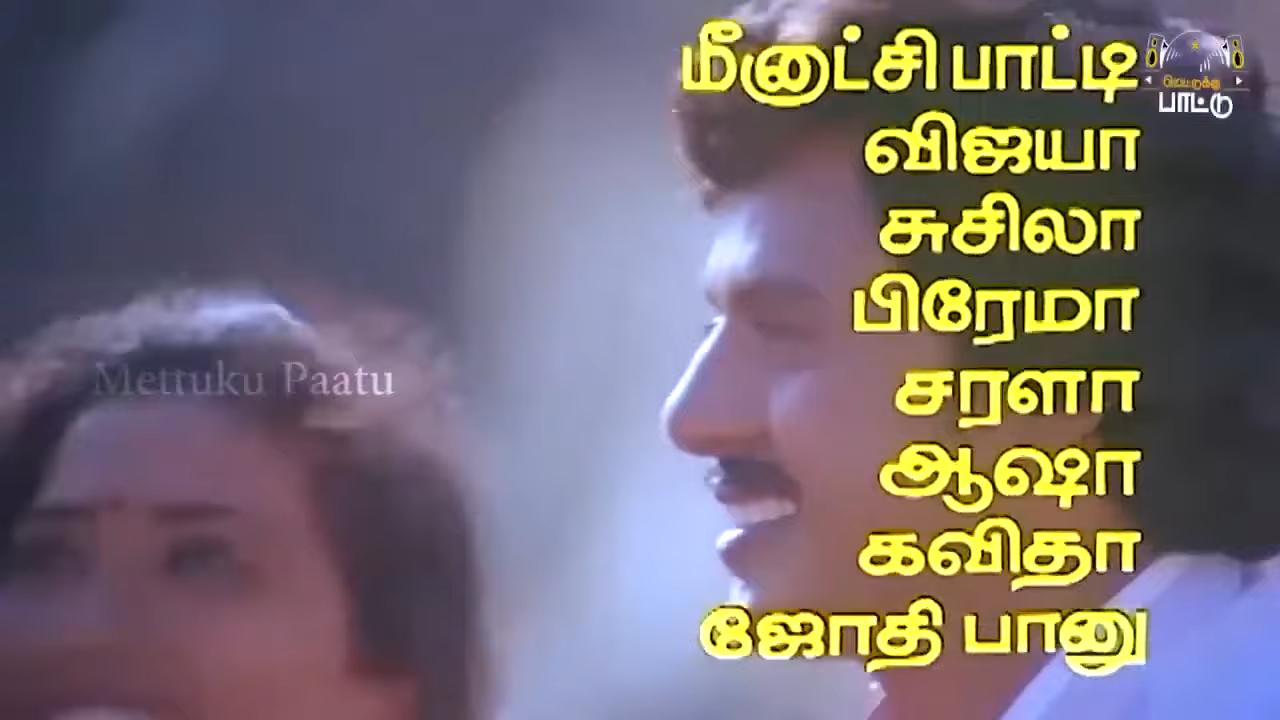 மீனாட்சி பாட்டி
விஜயா
சுசிலா
பிரேமா
சரளா
ஆஷா
கவிதா
ஜோதி பானு
மெட்டுக்கு
பாட்டு
Mettuku Paatu